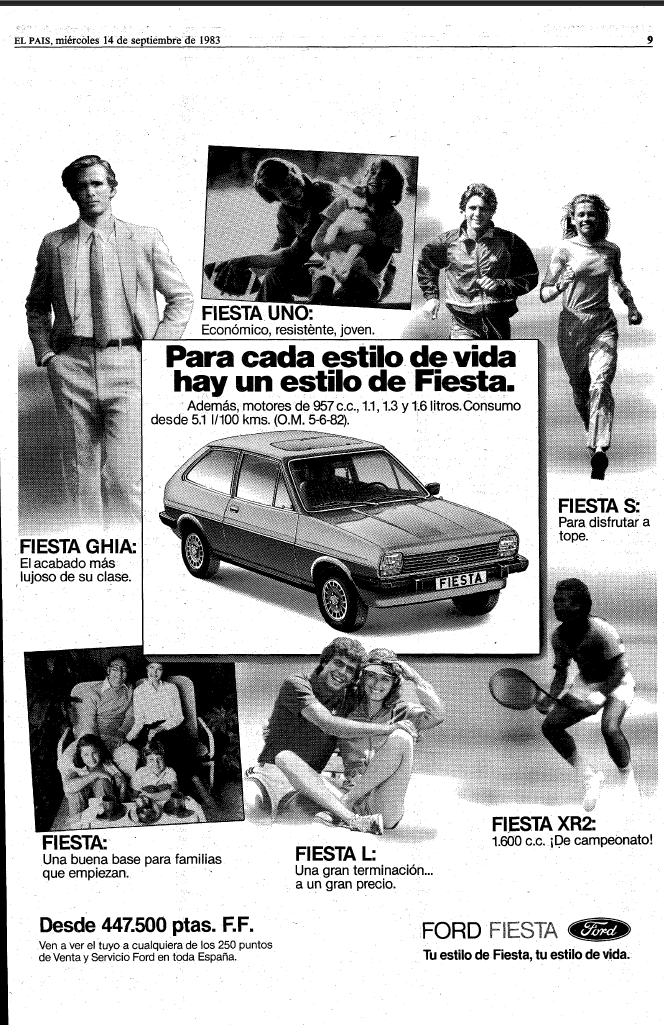 EL PAIS, miércoles 14 de septiembre de 1983
9
FIESTA UNO:
Económico, resistènte, joven.
Para cada estilo de vida
hay un estilo de Fiesta.
Además, motores de 957 c.c., 1.1, 1.3 y 1.6 litros. Consumo
desde 5.1 l/100 kms. (O.M. 5-6-82).
FIESTA
FIESTA S:
Para disfrutar a
tope.
FIESTA GHIA:
El acabado más
lujoso de su clase.
FIESTA:
Una buena base para familias
que empiezan.
FIESTA L:
Una gran terminación...
a un gran precio.
FIESTA XR2:
1.600 c.c. ¡De campeonato!
Desde 447.500 ptas. F.F.
Ven a ver el tuyo a cualquiera de los 250 puntos
de Venta y Servicio Ford en toda España.
FORD FIESTA Ford
Tu estilo de Fiesta, tu estilo de vida.